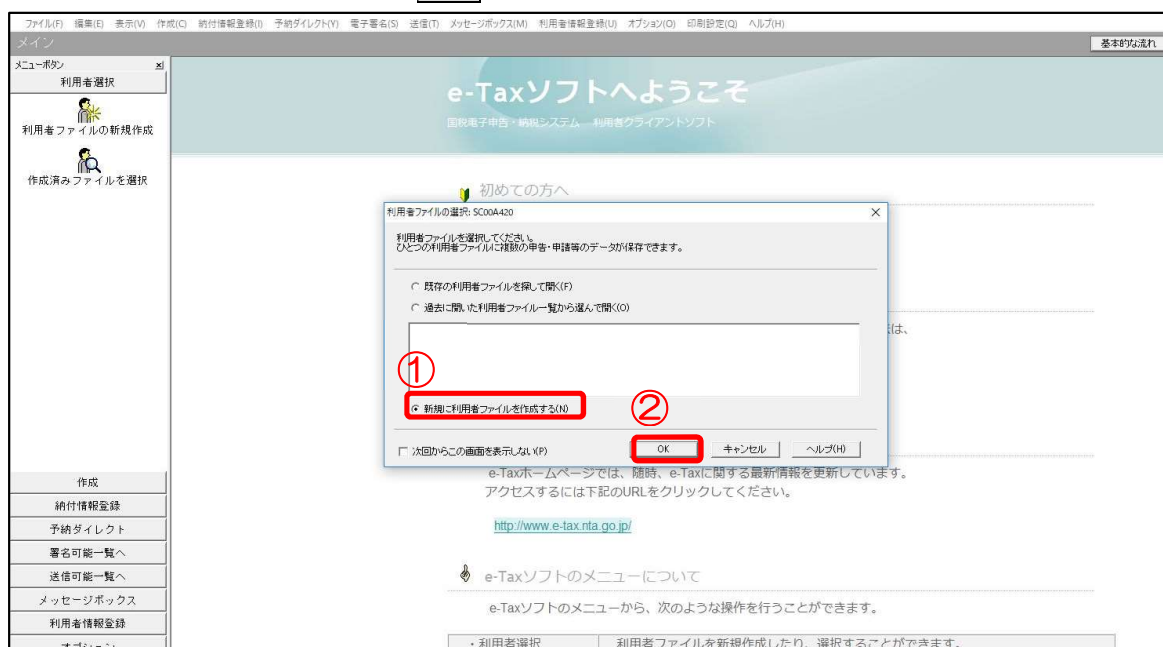 ファイル(F) 編集(E) 表示(V) 作成(C) 納付情報登録(I) 予納ダイレクト(Y) 電子署名(S) 送信(T) メッセージボックス(M) 利用者情報登録(U) オプション(O) 印刷設定(Q) ヘルプ(H)
メイン
基本的な流れ
メニューボタン
利用者選択
利用者ファイルの新規作成
作成済みファイルを選択
e-Taxソフトへようこそ
国税電子申告・納税システム 利用者クライアントソフト
初めての方へ
利用者ファイルの選択: SC00A420
利用者ファイルを選択してください。
ひとつの利用者ファイルに複数の申告・申請等のデータが保存できます。
既存の利用者ファイルを探して開く(F)
過去に開いた利用者ファイル一覧から選んで開く(O)
は、
①
新規に利用者ファイルを作成する(N)
②
次回からこの画面を表示しない(P)
OK
キャンセル
ヘルプ(H)
e-Taxホームページでは、随時、e-Taxに関する最新情報を更新しています。
アクセスするには下記のURLをクリックしてください。
http://www.e-tax.nta.go.jp/
作成
納付情報登録
予納ダイレクト
署名可能一覧へ
送信可能一覧へ
メッセージボックス
利用者情報登録
オプション
e-Taxソフトのメニューについて
e-Taxソフトのメニューから、次のような操作を行うことができます。
・利用者選択 利用者ファイルを新規作成したり、選択することができます。